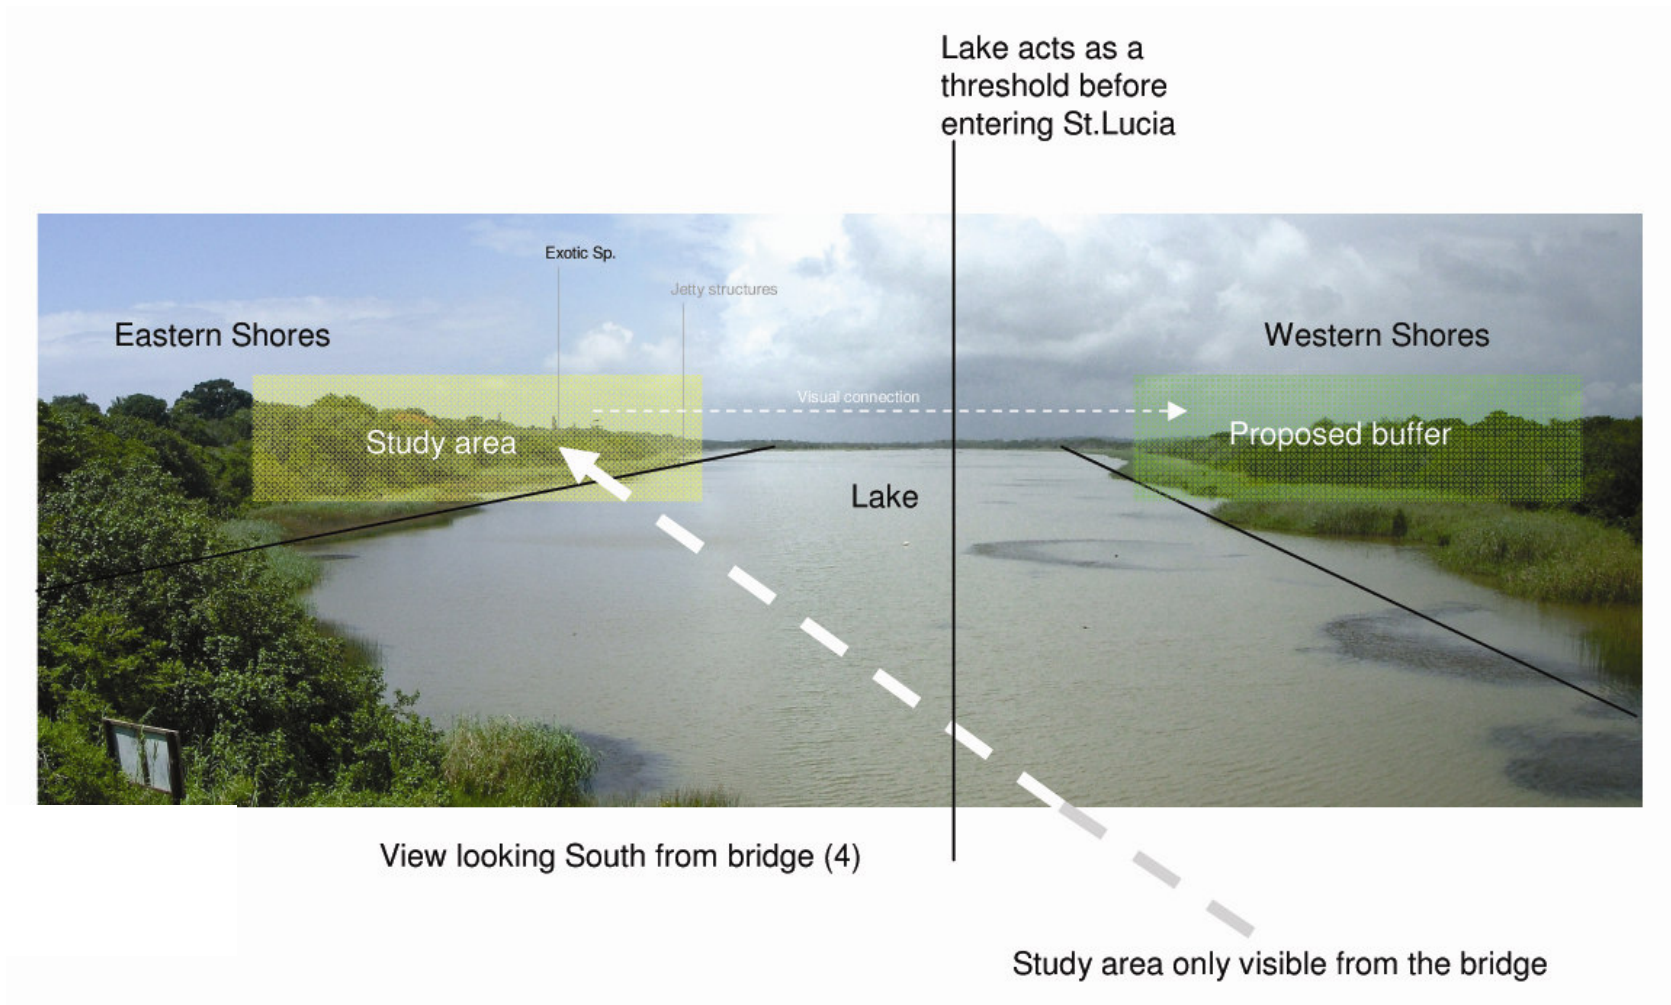 Lake acts as a
threshold before
entering St.Lucia
Exotic Sp.
Jetty structures
Eastern Shores
Western Shores
Visual connection
Study area
Proposed buffer
Lake
View looking South from bridge (4)
Study area only visible from the bridge